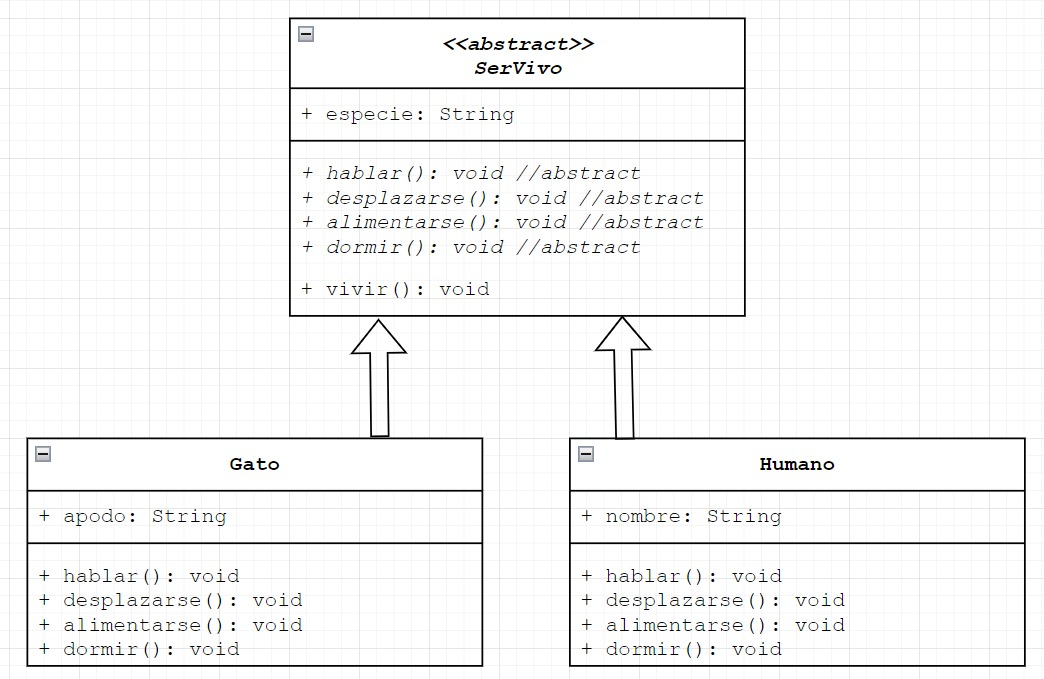 <<abstract>>
SerVivo
+ especie: String
+ hablar(): void //abstract
+ desplazarse(): void //abstract
+ alimentarse(): void //abstract
+ dormir(): void //abstract
+ vivir(): void
Gato
+ apodo: String
+ hablar(): void
+ desplazarse(): void
+ alimentarse(): void
+ dormir(): void
Humano
+ nombre: String
+ hablar(): void
+ desplazarse(): void
+ alimentarse(): void
+ dormir(): void